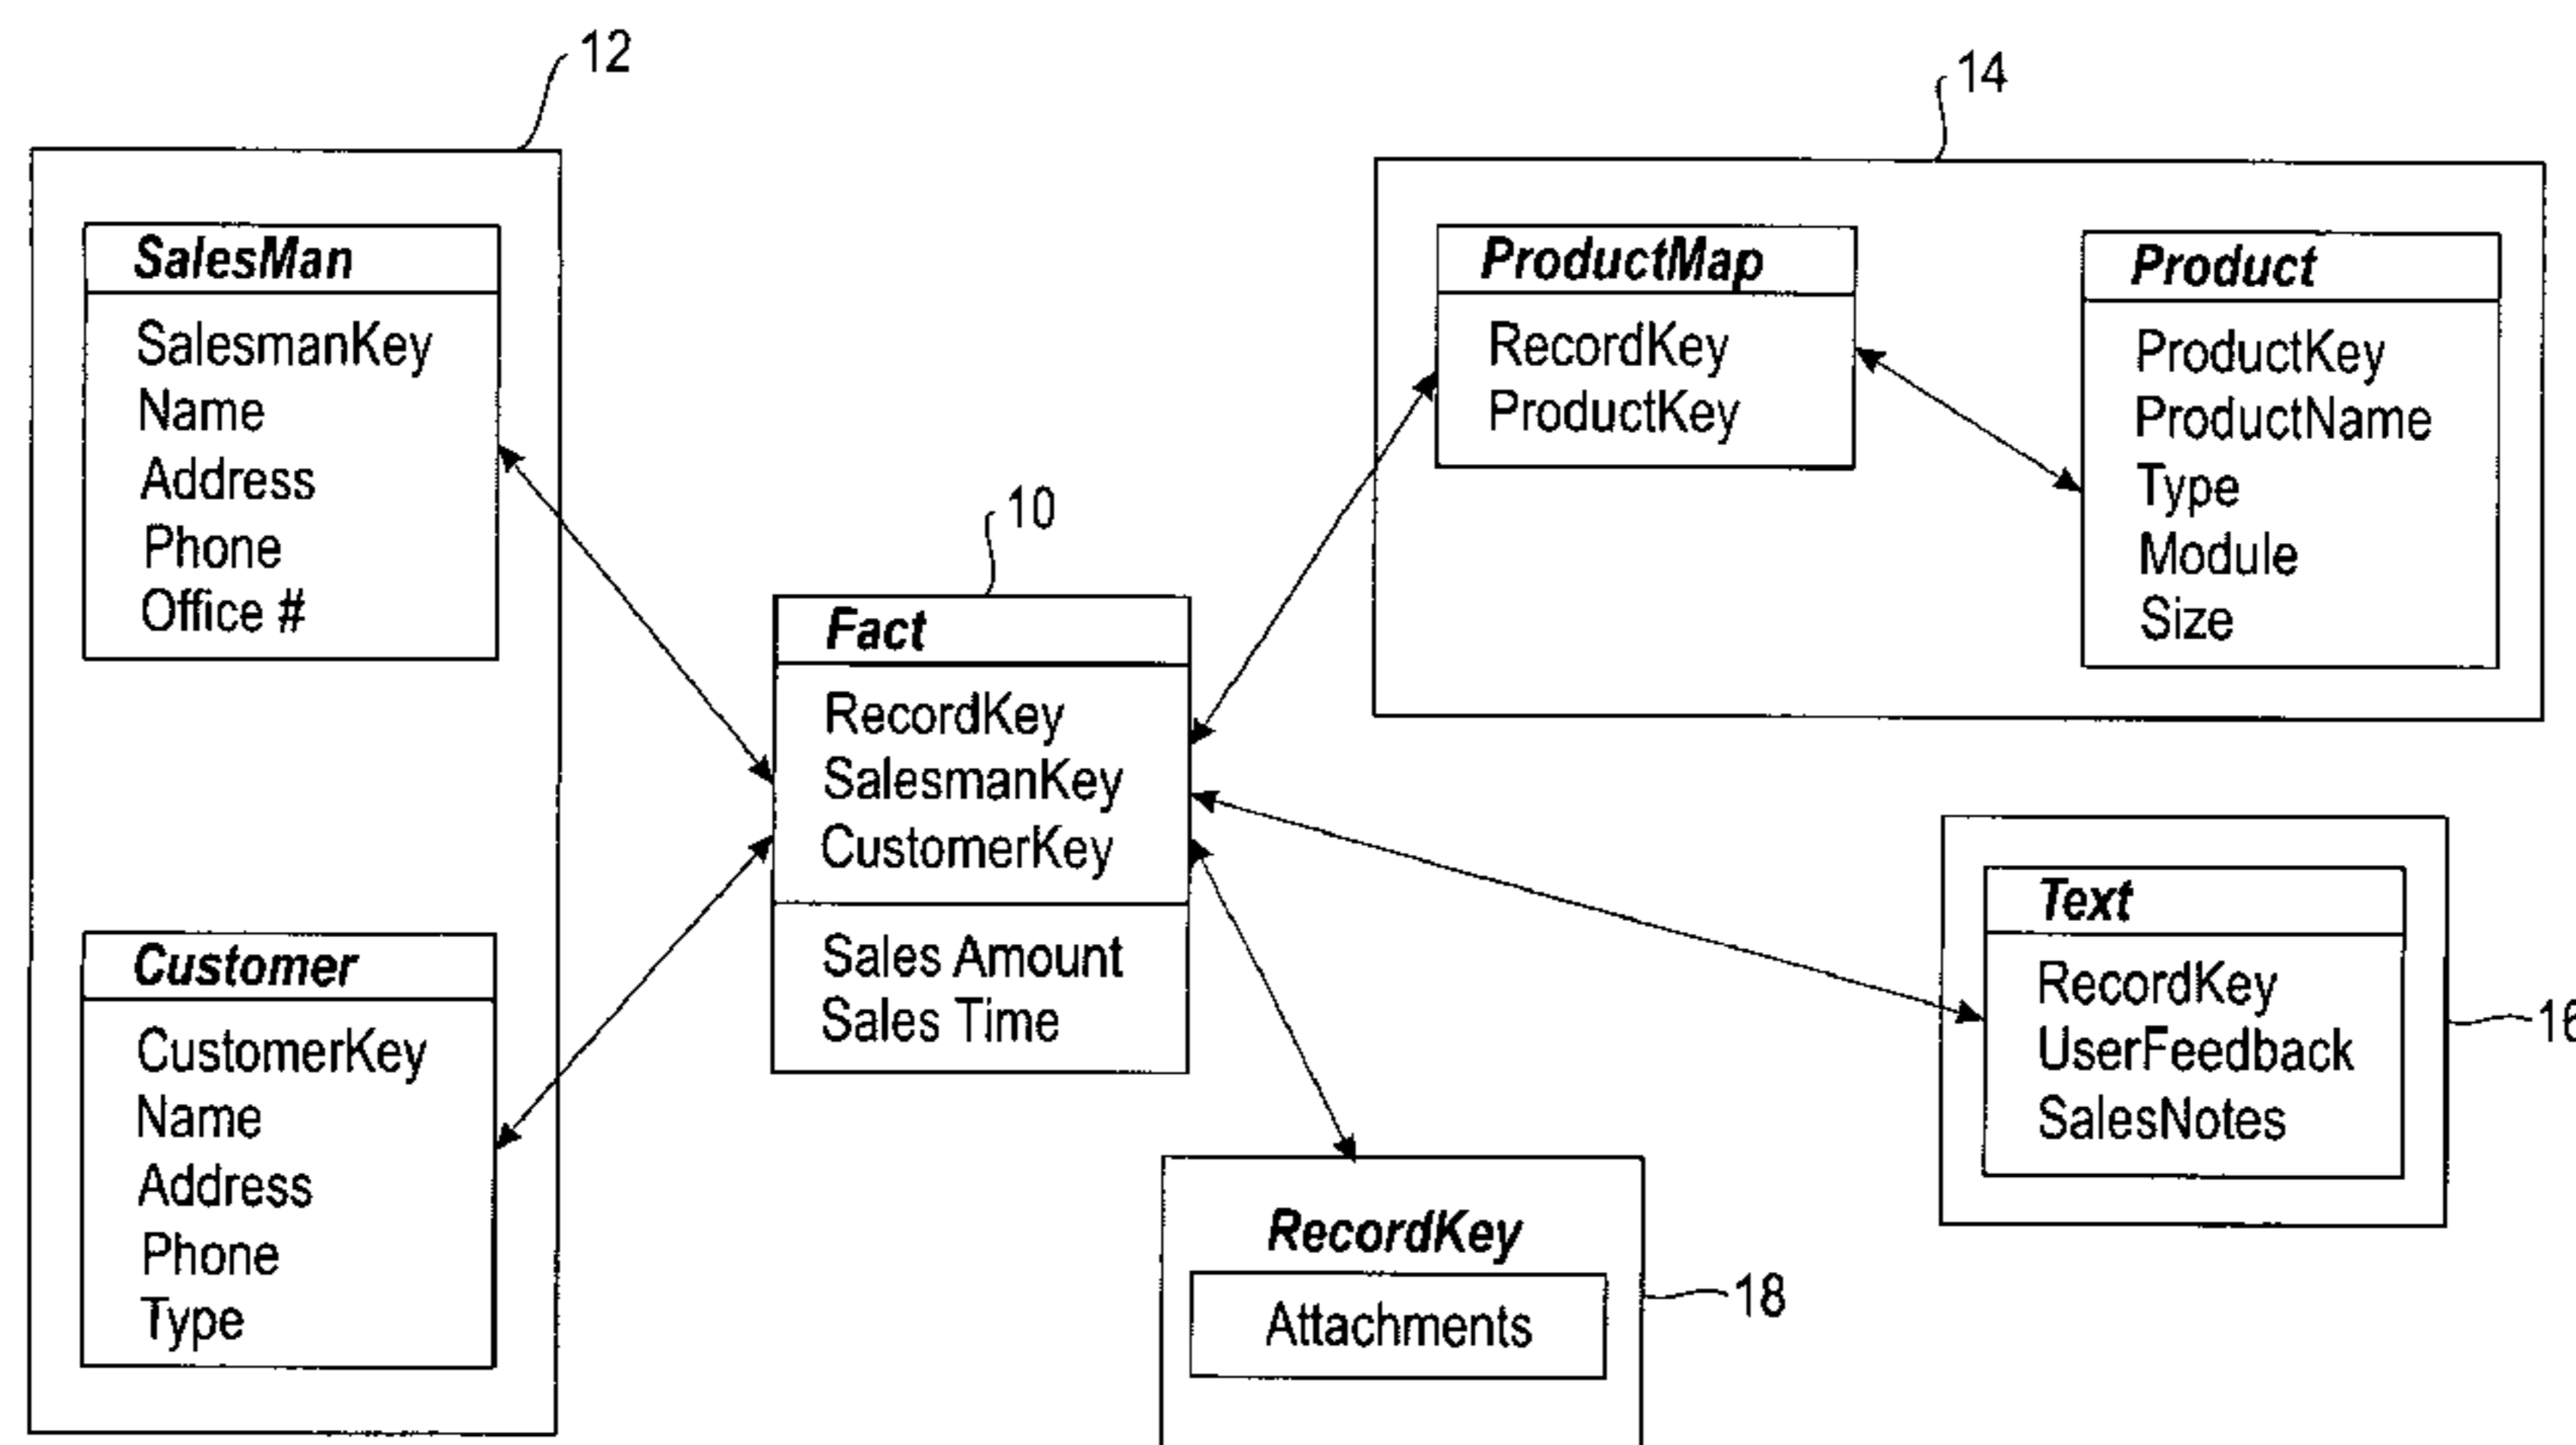 12
SalesMan
SalesmanKey
Name
Address
Phone
Office #
Customer
CustomerKey
Name
Address
Phone
Type
10
Fact
RecordKey
SalesmanKey
CustomerKey
Sales Amount
Sales Time
14
ProductMap
RecordKey
ProductKey
Product
ProductKey
ProductName
Type
Module
Size
Text
RecordKey
UserFeedback
SalesNotes
16
RecordKey
Attachments
18